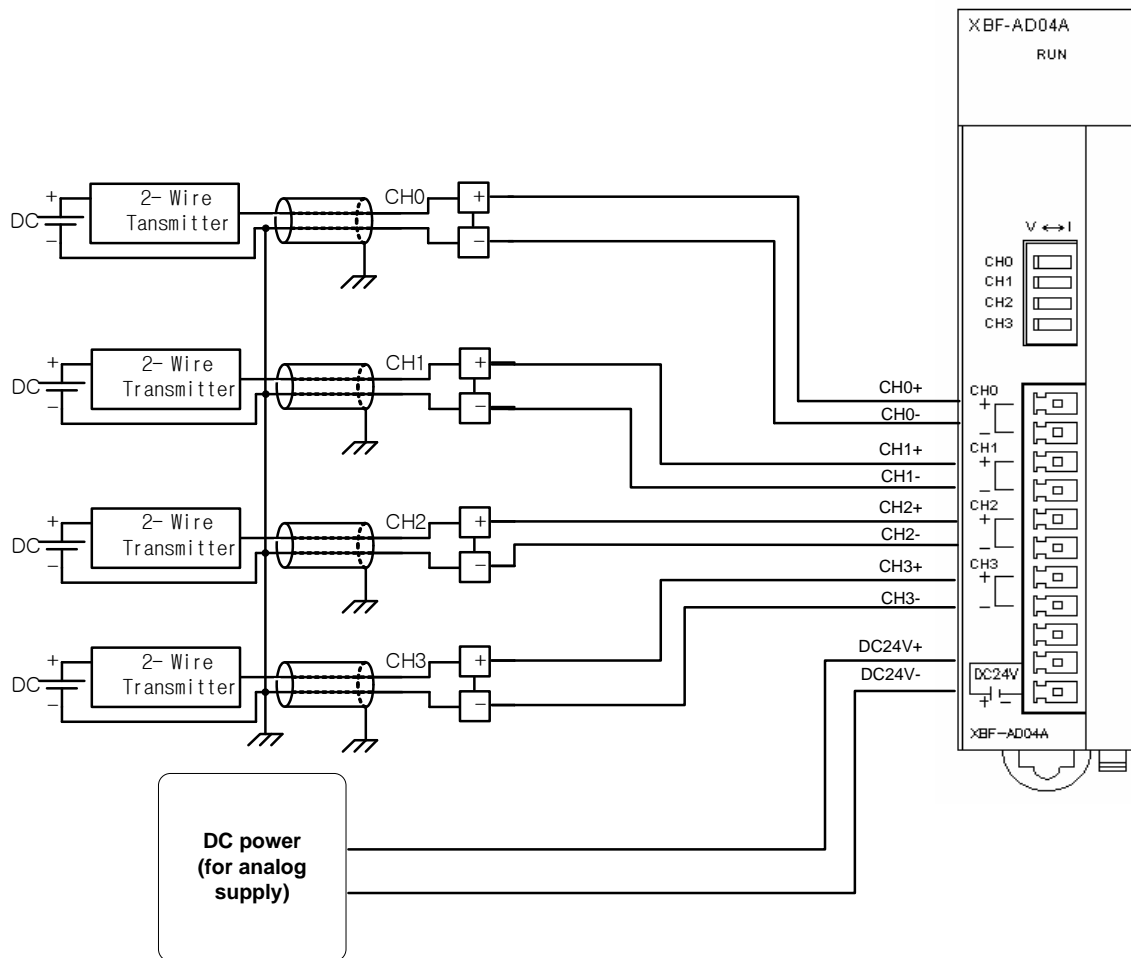 XBF-AD04A
RUN
V ↔ I
CH0
CH1
CH2
CH3
+
DC
−
2- Wire
Tansmitter
CH0
+
−
+
DC
−
2- Wire
Transmitter
CH1
+
−
+
DC
−
2- Wire
Transmitter
CH2
+
−
+
DC
−
2- Wire
Transmitter
CH3
+
−
CH0+
CH0-
CH1+
CH1-
CH2+
CH2-
CH3+
CH3-
DC24V+
DC24V-
CH0
+
−
CH1
+
−
CH2
+
−
CH3
+
−
DC24V
+ −
XBF-AD04A
DC power
(for analog
supply)